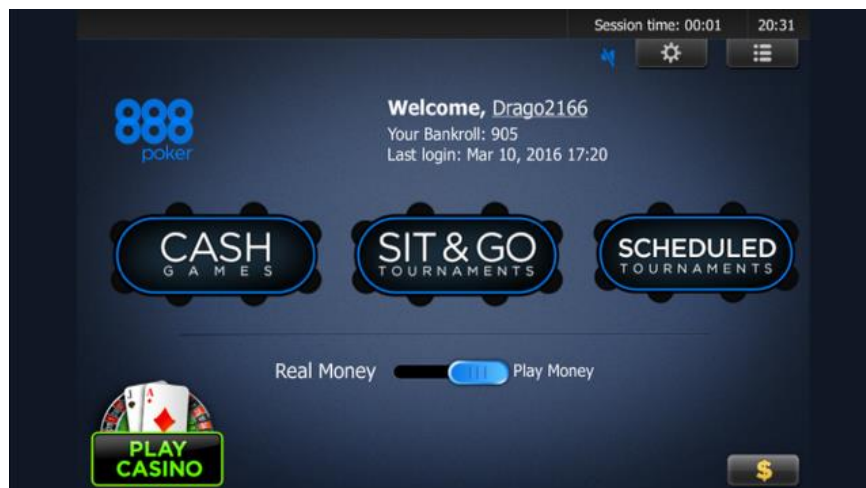 Session time: 00:01 20:31
888
poker
Welcome, Drago2166
Your Bankroll: 905
Last login: Mar 10, 2016 17:20
CASH
GAMES
SIT & GO
TOURNAMENTS
SCHEDULED
TOURNAMENTS
Real Money Play Money
J A
PLAY
CASINO
$